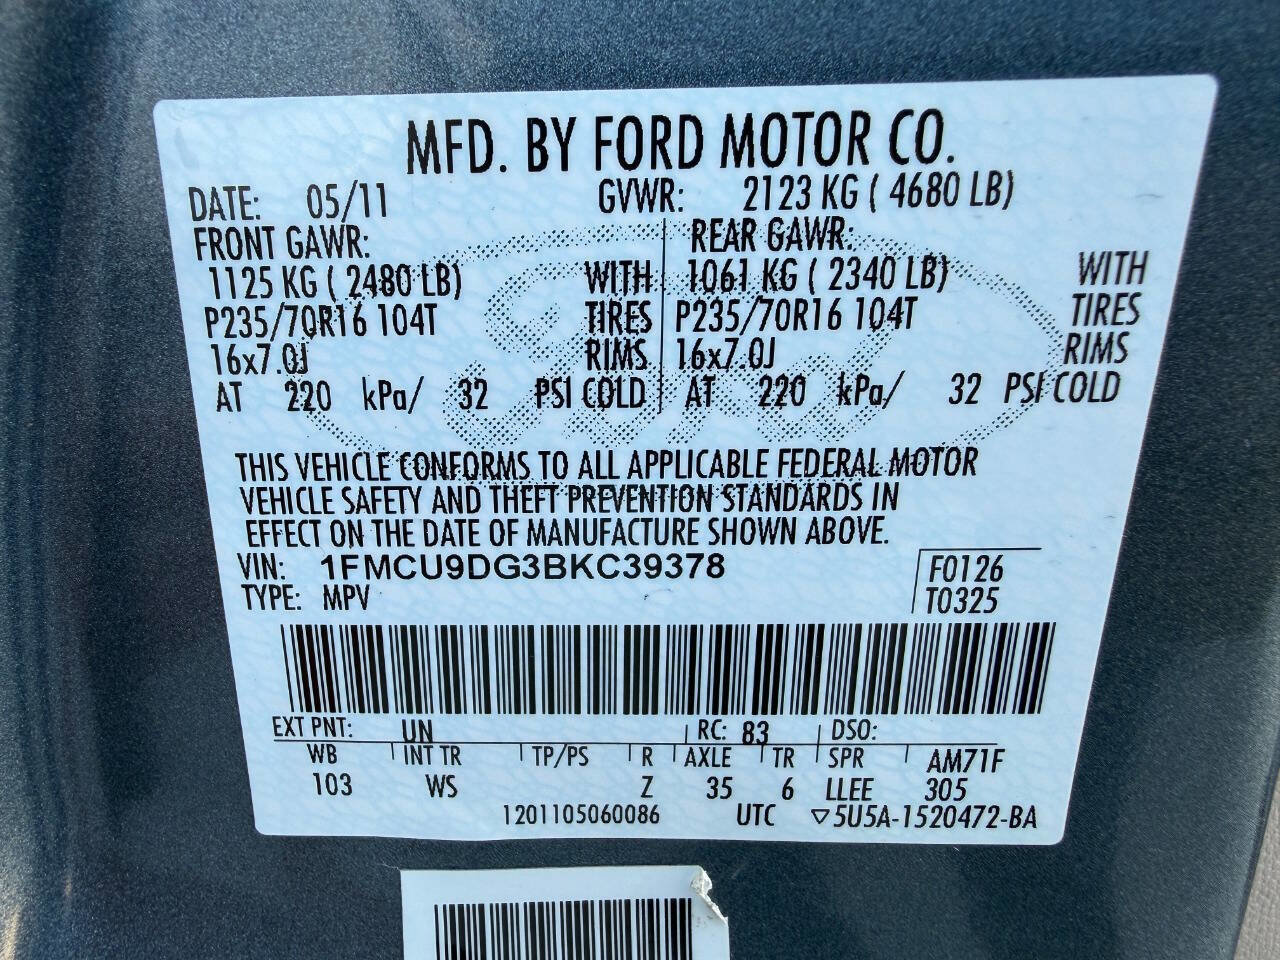 MFD. BY FORD MOTOR CO.
DATE: 05/11 GVWR: 2123 KG ( 4680 LB)
FRONT GAWR: REAR GAWR:
1125 KG ( 2480 LB) WITH 1061 KG ( 2340 LB) WITH
P235/70R16 104T TIRES P235/70R16 104T TIRES
16x7.0J RIMS 16x7.0J RIMS
AT 220 kPa/ 32 PSI COLD AT 220 kPa/ 32 PSI COLD
THIS VEHICLE CONFORMS TO ALL APPLICABLE FEDERAL MOTOR
VEHICLE SAFETY AND THEFT PREVENTION STANDARDS IN
EFFECT ON THE DATE OF MANUFACTURE SHOWN ABOVE.
VIN: 1FMCU9DG3BKC39378 F0126
TYPE: MPV T0325
EXT PNT: UN RC: 83 DSO:
WB INT TR TP/PS R AXLE TR SPR AM71F
103 WS Z 35 6 LLEE 305
1201105060086 UTC ▽5U5A-1520472-BA